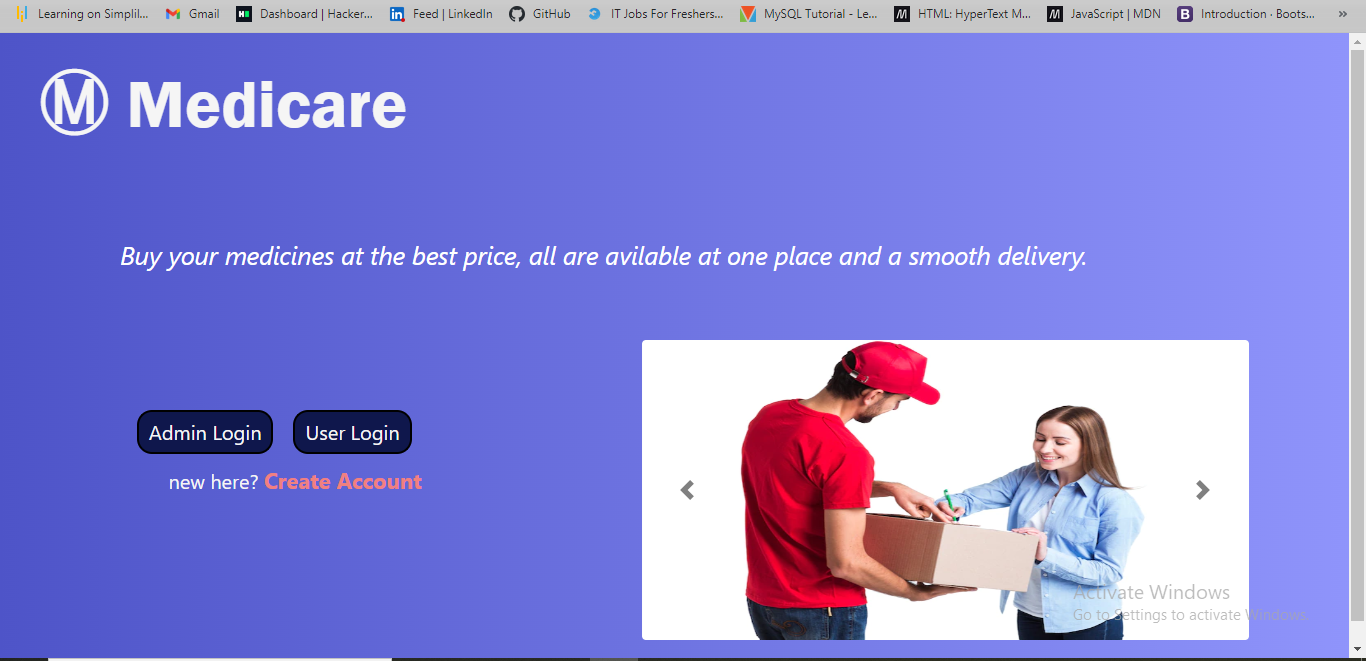 Learning on Simplil... Gmail Dashboard | Hacker... Feed | LinkedIn GitHub IT Jobs For Freshers... MySQL Tutorial - Le... HTML: HyperText M... JavaScript | MDN B Introduction · Boots... »
M Medicare
Buy your medicines at the best price, all are avilable at one place and a smooth delivery.
Admin Login User Login
new here? Create Account
Activate Windows
Go to Settings to activate Windows.